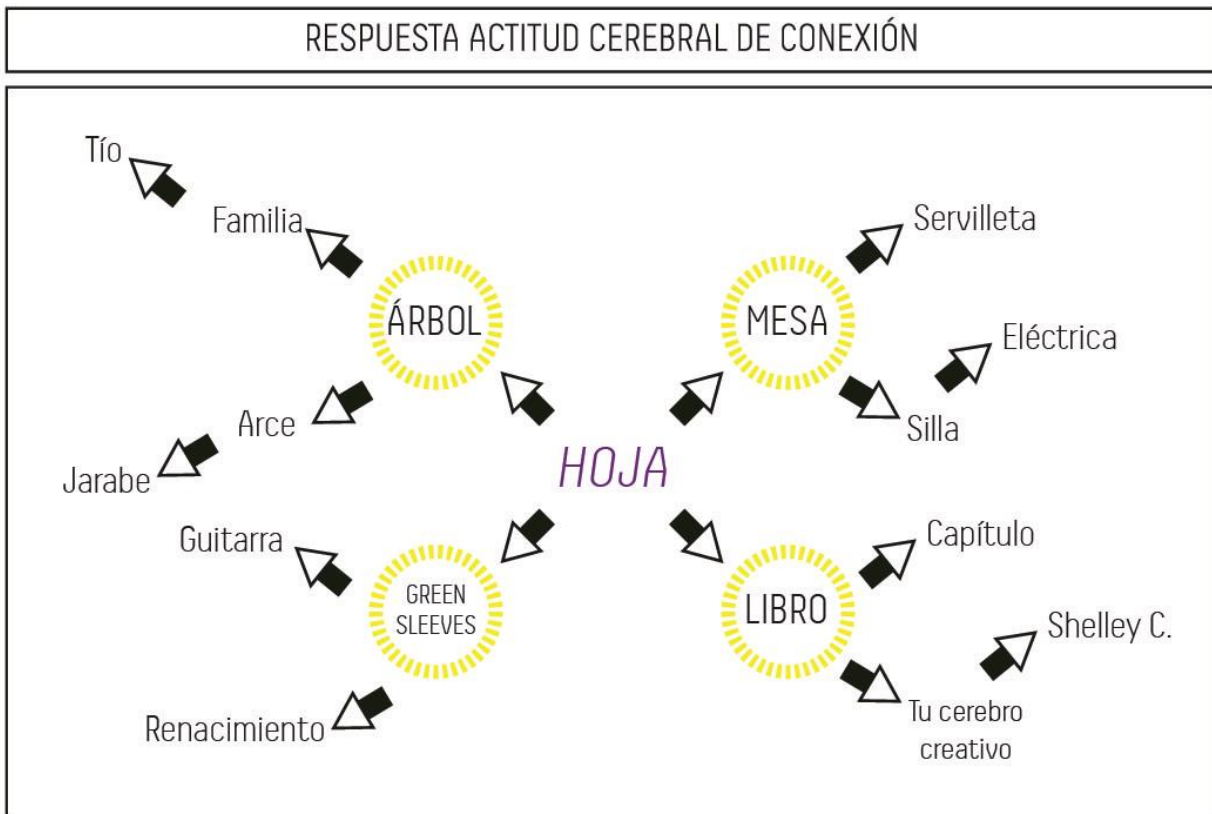 RESPUESTA ACTITUD CEREBRAL DE CONEXIÓN
Tío
Familia
ÁRBOL
Arce
Jarabe
Servilleta
MESA
Eléctrica
Silla
HOJA
Guitarra
GREEN
SLEEVES
Renacimiento
Capítulo
LIBRO
Shelley C.
Tu cerebro
creativo